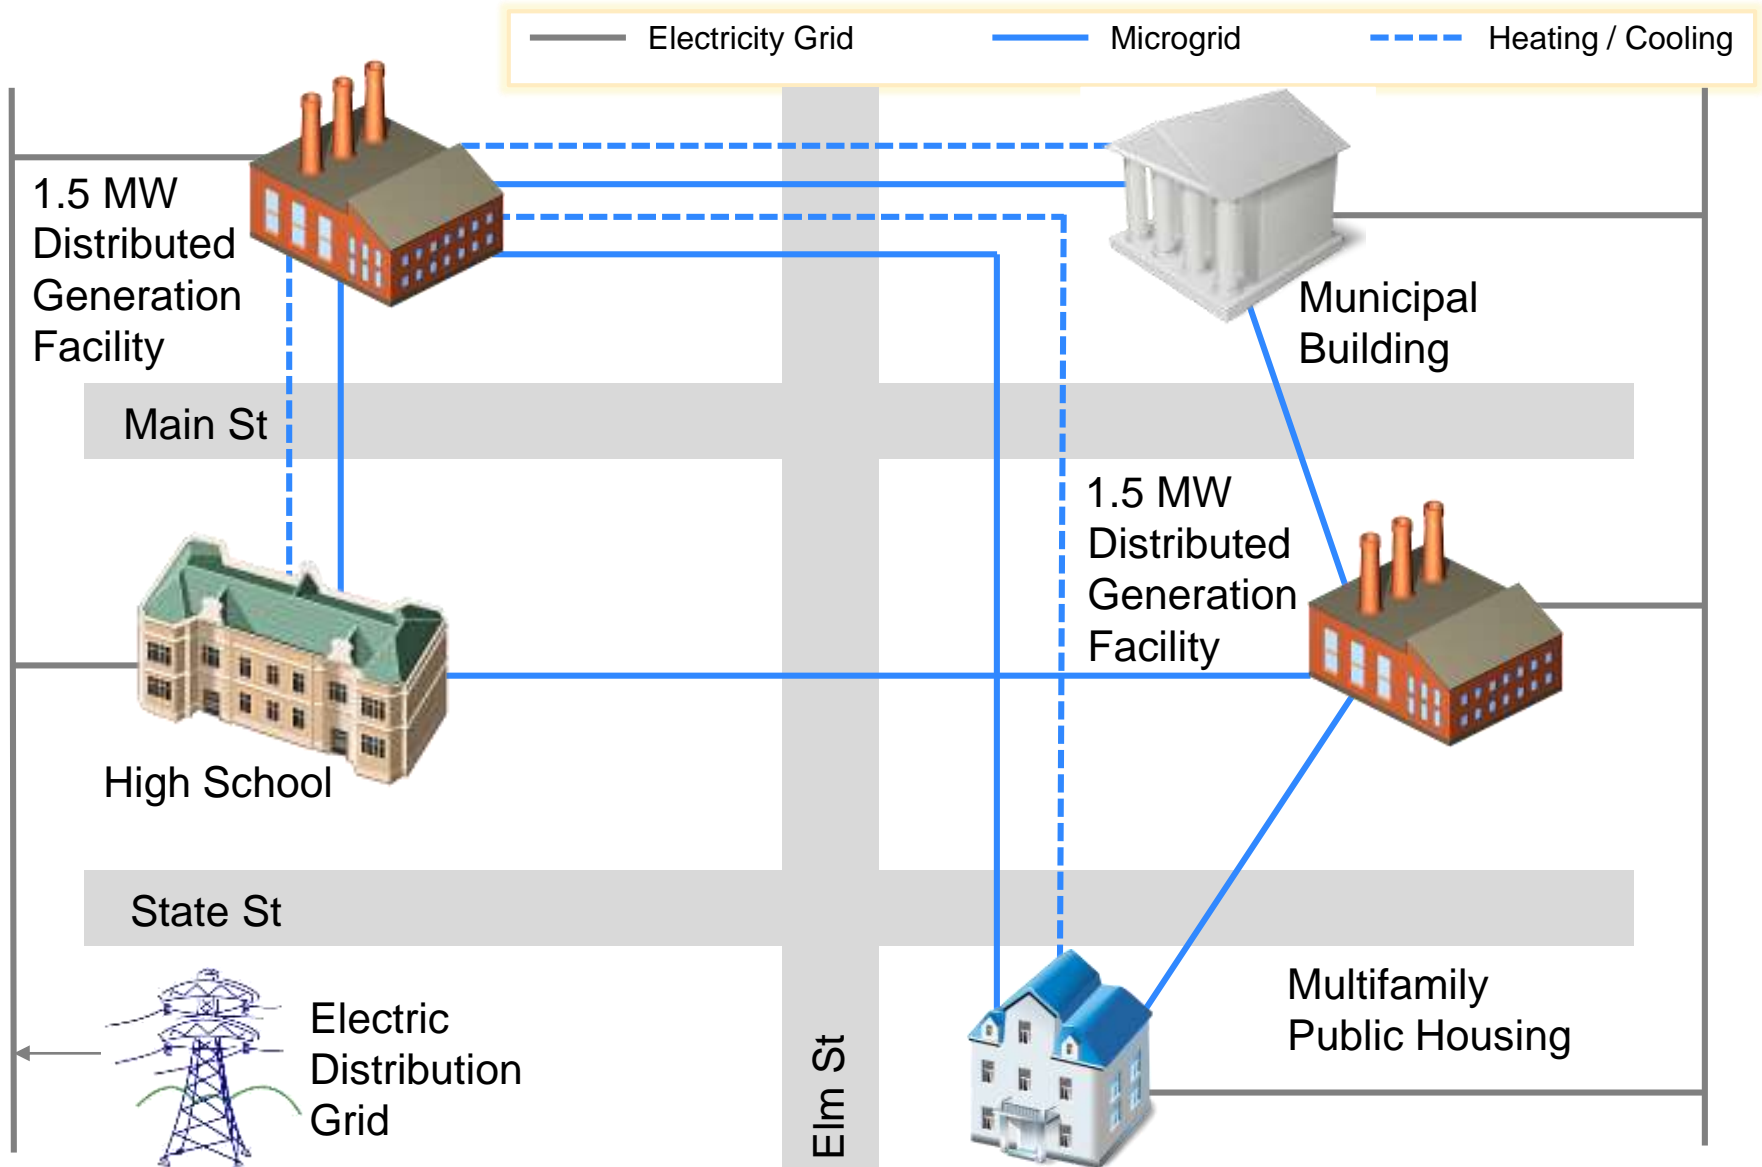 Electricity Grid
Microgrid
Heating / Cooling
1.5 MW
Distributed
Generation
Facility
Municipal
Building
Main St
1.5 MW
Distributed
Generation
Facility
High School
State St
Electric
Distribution
Grid
Elm St
Multifamily
Public Housing